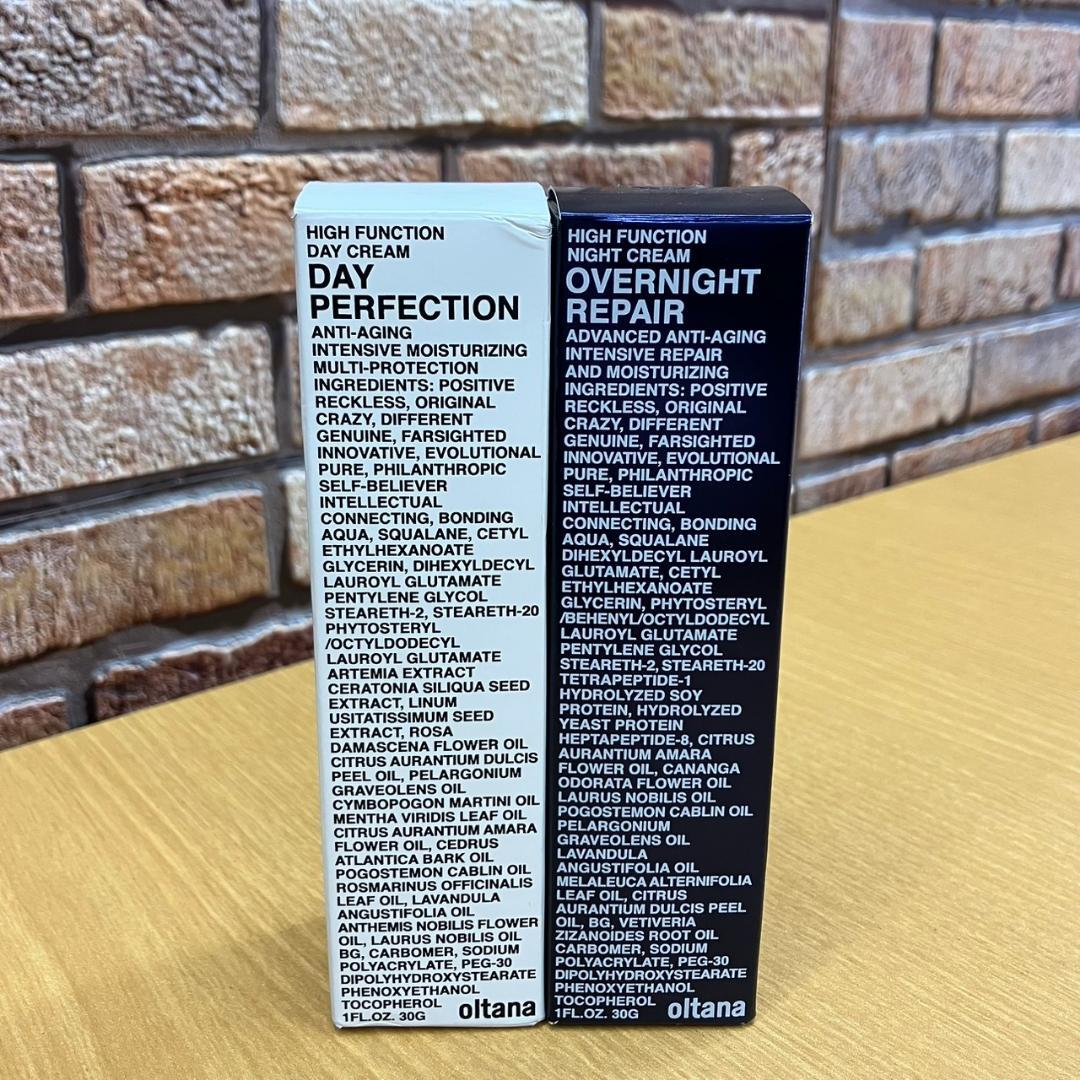 HIGH FUNCTION
DAY CREAM
DAY
PERFECTION
ANTI-AGING
INTENSIVE MOISTURIZING
MULTI-PROTECTION
INGREDIENTS: POSITIVE
RECKLESS, ORIGINAL
CRAZY, DIFFERENT
GENUINE, FARSIGHTED
INNOVATIVE, EVOLUTIONAL
PURE, PHILANTHROPIC
SELF-BELIEVER
INTELLECTUAL
CONNECTING, BONDING
AQUA, SQUALANE, CETYL
ETHYLHEXANOATE
GLYCERIN, DIHEXYLDECYL
LAUROYL GLUTAMATE
PENTYLENE GLYCOL
STEARETH-2, STEARETH-20
PHYTOSTERYL
/OCTYLDODECYL
LAUROYL GLUTAMATE
ARTEMIA EXTRACT
CERATONIA SILIQUA SEED
EXTRACT, LINUM
USITATISSIMUM SEED
EXTRACT, ROSA
DAMASCENA FLOWER OIL
CITRUS AURANTIUM DULCIS
PEEL OIL, PELARGONIUM
GRAVEOLENS OIL
CYMBOPOGON MARTINI OIL
MENTHA VIRIDIS LEAF OIL
CITRUS AURANTIUM AMARA
FLOWER OIL, CEDRUS
ATLANTICA BARK OIL
POGOSTEMON CABLIN OIL
ROSMARINUS OFFICINALIS
LEAF OIL, LAVANDULA
ANGUSTIFOLIA OIL
ANTHEMIS NOBILIS FLOWER
OIL, LAURUS NOBILIS OIL
BG, CARBOMER, SODIUM
POLYACRYLATE, PEG-30
DIPOLYHYDROXYSTEARATE
PHENOXYETHANOL
TOCOPHEROL
1FL.OZ. 30G oltana
HIGH FUNCTION
NIGHT CREAM
OVERNIGHT
REPAIR
ADVANCED ANTI-AGING
INTENSIVE REPAIR
AND MOISTURIZING
INGREDIENTS: POSITIVE
RECKLESS, ORIGINAL
CRAZY, DIFFERENT
GENUINE, FARSIGHTED
INNOVATIVE, EVOLUTIONAL
PURE, PHILANTHROPIC
SELF-BELIEVER
INTELLECTUAL
CONNECTING, BONDING
AQUA, SQUALANE
DIHEXYLDECYL LAUROYL
GLUTAMATE, CETYL
ETHYLHEXANOATE
GLYCERIN, PHYTOSTERYL
/BEHENYL/OCTYLDODECYL
LAUROYL GLUTAMATE
PENTYLENE GLYCOL
STEARETH-2, STEARETH-20
TETRAPEPTIDE-1
HYDROLYZED SOY
PROTEIN, HYDROLYZED
YEAST PROTEIN
HEPTAPEPTIDE-8, CITRUS
AURANTIUM AMARA
FLOWER OIL, CANANGA
ODORATA FLOWER OIL
LAURUS NOBILIS OIL
POGOSTEMON CABLIN OIL
PELARGONIUM
GRAVEOLENS OIL
LAVANDULA
ANGUSTIFOLIA OIL
MELALEUCA ALTERNIFOLIA
LEAF OIL, CITRUS
AURANTIUM DULCIS PEEL
OIL, BG, VETIVERIA
ZIZANOIDES ROOT OIL
CARBOMER, SODIUM
POLYACRYLATE, PEG-30
DIPOLYHYDROXYSTEARATE
PHENOXYETHANOL
TOCOPHEROL
1FL.OZ. 30G oltana